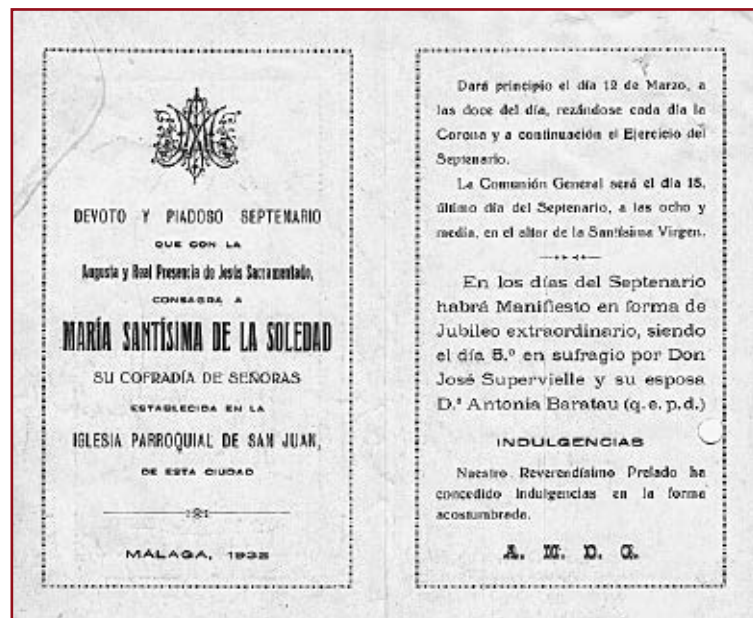 DEVOTO Y PIADOSO SEPTENARIO
QUE CON LA
Augusta y Real Presencia de Jesús Sacramentado,
CONSAGRA A
MARÍA SANTÍSIMA DE LA SOLEDAD
SU COFRADÍA DE SEÑORAS
ESTABLECIDA EN LA
IGLESIA PARROQUIAL DE SAN JUAN,
DE ESTA CIUDAD
MÁLAGA, 1932
Dará principio el día 12 de Marzo, a
las doce del día, rezándose cada día la
Corona y a continuación el Ejercicio del
Septenario.
La Comunión General será el día 18,
último día del Septenario, a las ocho y
media, en el altar de la Santísima Virgen.
En los días del Septenario
habrá Manifiesto en forma de
Jubileo extraordinario, siendo
el día 5.º en sufragio por Don
José Supervielle y su esposa
D.ª Antonia Baratau (q. e. p. d.)
INDULGENCIAS
Nuestro Reverendísimo Prelado ha
concedido indulgencias en la forma
acostumbrada.
A. M. D. G.